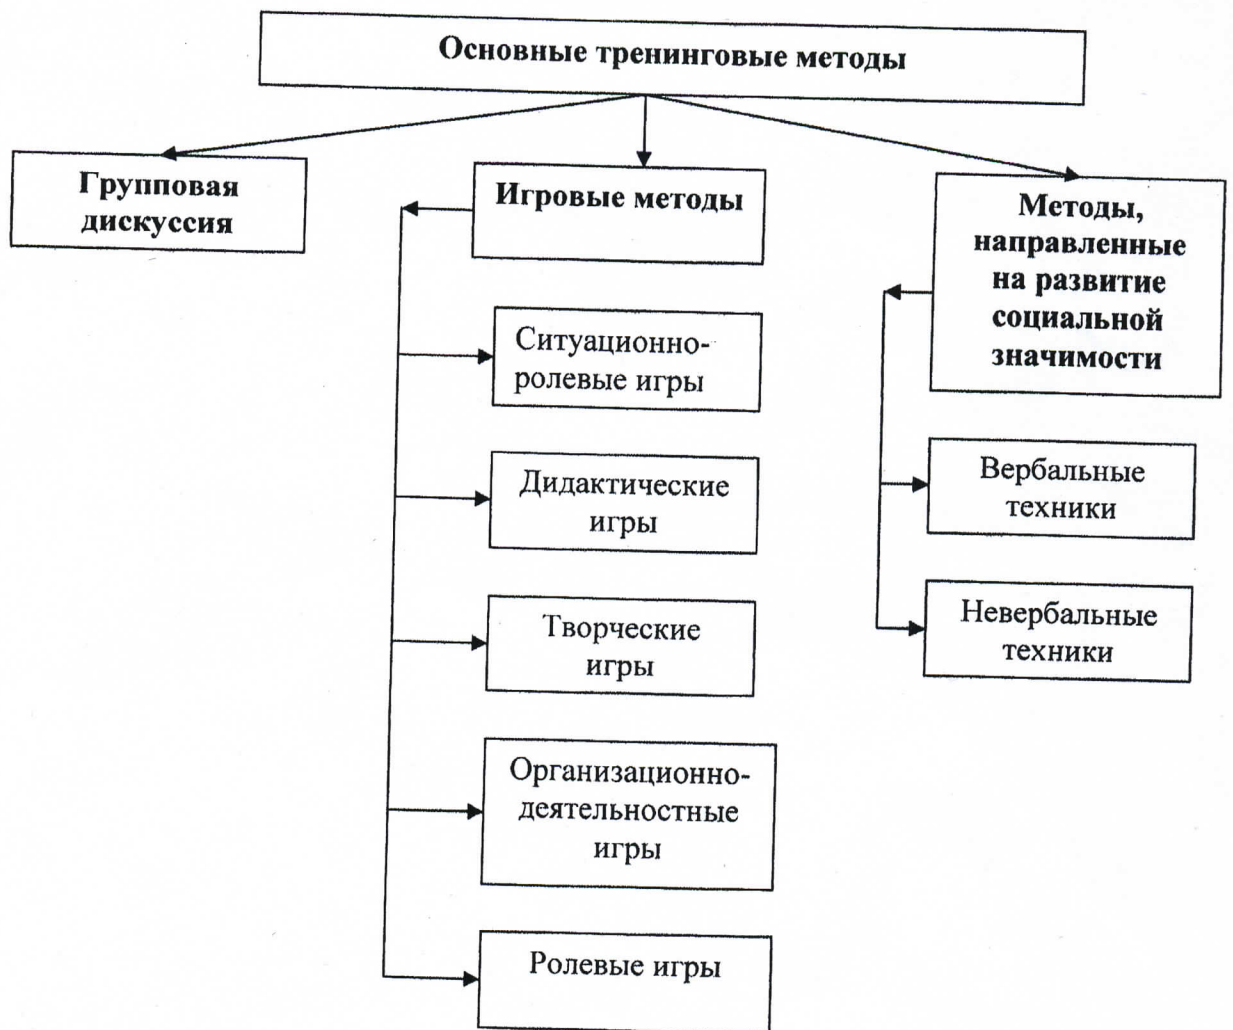 Основные тренинговые методы
Групповая
дискуссия
Игровые методы
Ситуационно-
ролевые игры
Дидактические
игры
Творческие
игры
Организационно-
деятельностные
игры
Ролевые игры
Методы,
направленные
на развитие
социальной
значимости
Вербальные
техники
Невербальные
техники